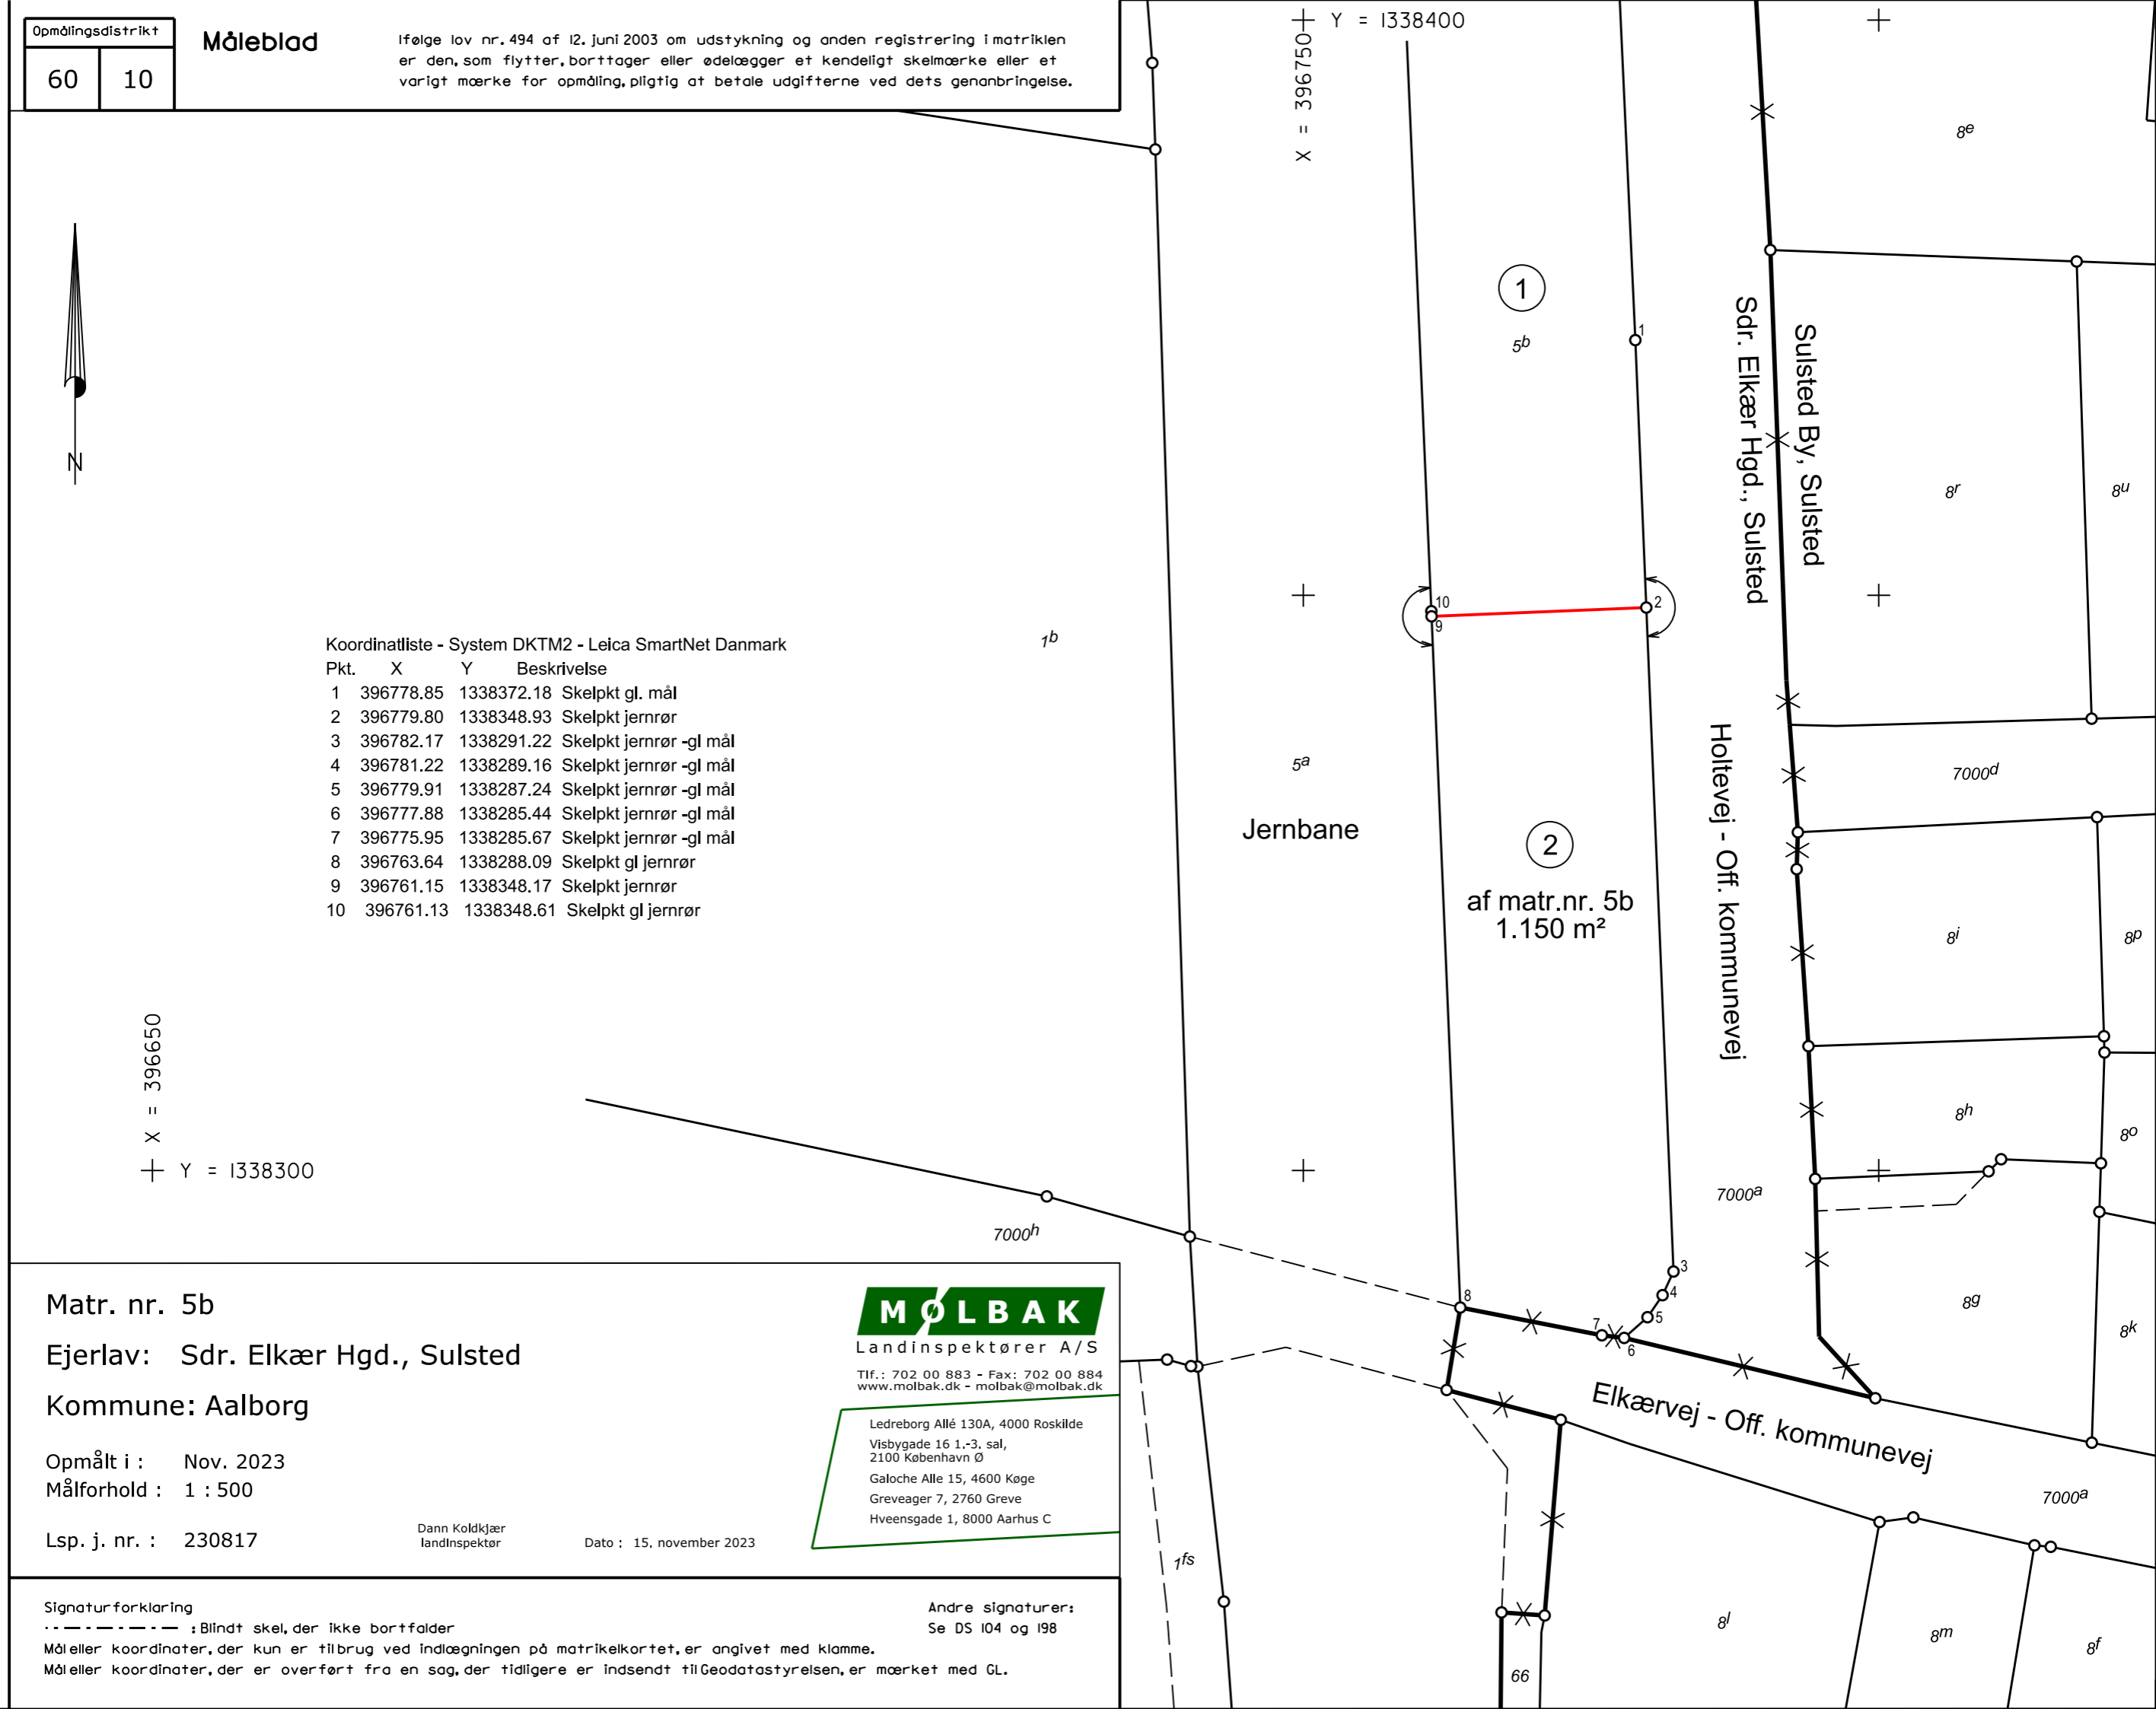 Opmålingsdistrikt
60 10
Måleblad
Ifølge lov nr. 494 af 12. juni 2003 om udstykning og anden registrering i matriklen
er den, som flytter, borttager eller ødelægger et kendeligt skelmærke eller et
varigt mærke for opmåling, pligtig at betale udgifterne ved dets genanbringelse.
Y = 1338400
X = 396750
8e
1
5b
1
Sdr. Elkær Hgd., Sulsted
Sulsted By, Sulsted
8r
8u
N
10
9
2
1b
Koordinatliste - System DKTM2 - Leica SmartNet Danmark
Pkt. X Y Beskrivelse
1 396778.85 1338372.18 Skelpkt gl. mål
2 396779.80 1338348.93 Skelpkt jernrør
3 396782.17 1338291.22 Skelpkt jernrør -gl mål
4 396781.22 1338289.16 Skelpkt jernrør -gl mål
5 396779.91 1338287.24 Skelpkt jernrør -gl mål
6 396777.88 1338285.44 Skelpkt jernrør -gl mål
7 396775.95 1338285.67 Skelpkt jernrør -gl mål
8 396763.64 1338288.09 Skelpkt gl jernrør
9 396761.15 1338348.17 Skelpkt jernrør
10 396761.13 1338348.61 Skelpkt gl jernrør
5a
Jernbane
2
af matr.nr. 5b
1.150 m²
Holtevej - Off. kommunevej
7000d
8i
8p
8h
8o
X = 396650
Y = 1338300
7000h
7000a
3
4
5
6
7
8
8g
8k
Elkærvej - Off. kommunevej
7000a
Matr. nr. 5b
Ejerlav: Sdr. Elkær Hgd., Sulsted
Kommune: Aalborg
Opmålt i : Nov. 2023
Målforhold : 1 : 500
Lsp. j. nr. : 230817
Dann Koldkjær
landinspektør
Dato : 15. november 2023
MØLBAK
Landinspektører A/S
Tlf.: 702 00 883 - Fax: 702 00 884
www.molbak.dk - molbak@molbak.dk
Ledreborg Allé 130A, 4000 Roskilde
Visbygade 16 1.-3. sal,
2100 København Ø
Galoche Alle 15, 4600 Køge
Greveager 7, 2760 Greve
Hveensgade 1, 8000 Aarhus C
1fs
66
8l
8m
8f
Signaturforklaring
: Blindt skel, der ikke bortfalder
Andre signaturer:
Se DS 104 og 198
Mål eller koordinater, der kun er til brug ved indlægningen på matrikelkortet, er angivet med klamme.
Mål eller koordinater, der er overført fra en sag, der tidligere er indsendt til Geodatastyrelsen, er mærket med GL.